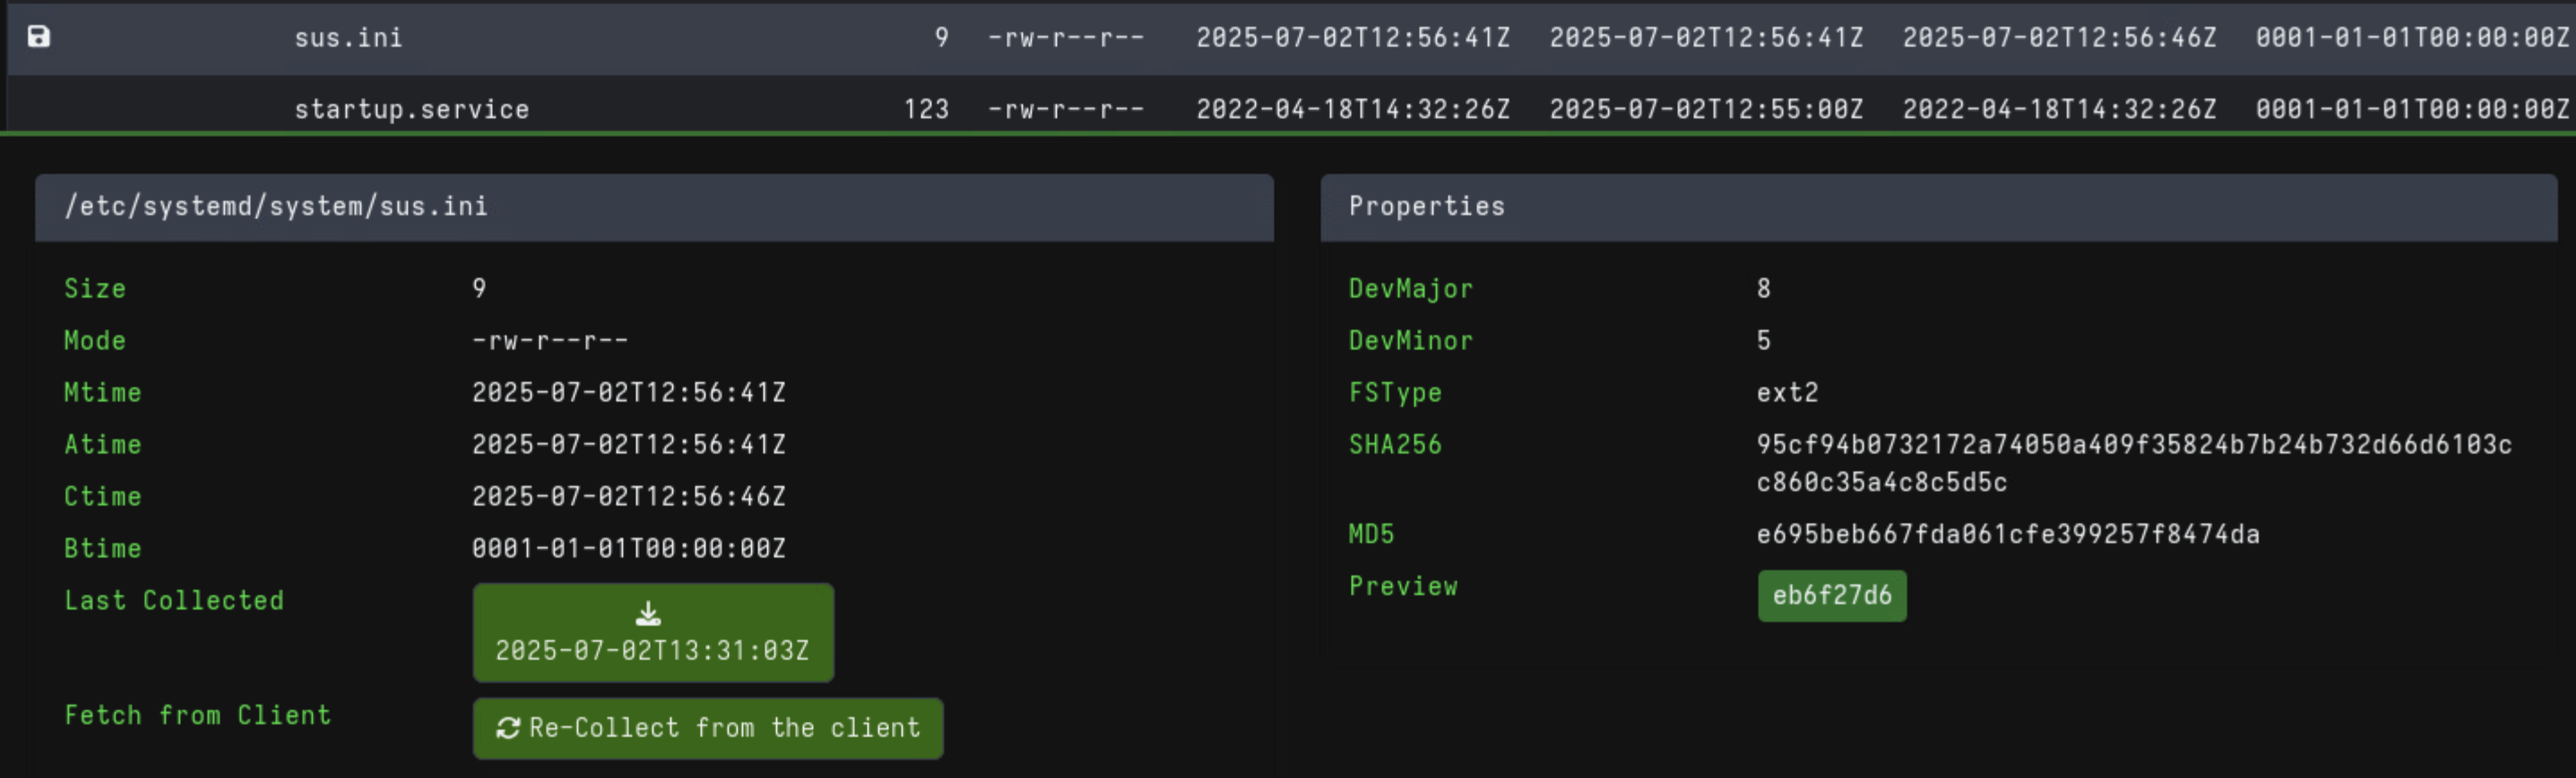 sus.ini 9 -rw-r--r-- 2025-07-02T12:56:41Z 2025-07-02T12:56:41Z 2025-07-02T12:56:46Z 0001-01-01T00:00:00Z
startup.service 123 -rw-r--r-- 2022-04-18T14:32:26Z 2025-07-02T12:55:00Z 2022-04-18T14:32:26Z 0001-01-01T00:00:00Z
/etc/systemd/system/sus.ini
Size 9
Mode -rw-r--r--
Mtime 2025-07-02T12:56:41Z
Atime 2025-07-02T12:56:41Z
Ctime 2025-07-02T12:56:46Z
Btime 0001-01-01T00:00:00Z
Last Collected
2025-07-02T13:31:03Z
Fetch from Client Re-Collect from the client
Properties
DevMajor 8
DevMinor 5
FSType ext2
SHA256 95cf94b0732172a74050a409f35824b7b24b732d66d6103c
c860c35a4c8c5d5c
MD5 e695beb667fda061cfe399257f8474da
Preview eb6f27d6